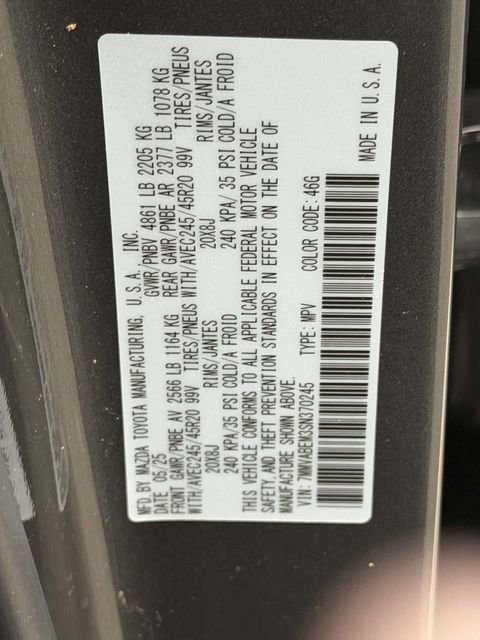 MFD. BY MAZDA TOYOTA MANUFACTURING, U.S.A., INC.
DATE 05/25 GVWR/PNBV 4861 LB 2205 KG
FRONT GAWR/PNBE AV 2566 LB 1164 KG REAR GAWR/PNBE AR 2377 LB 1078 KG
WITH/AVEC245/45R20 99V TIRES/PNEUS WITH/AVEC245/45R20 99V TIRES/PNEUS
20X8J RIMS/JANTES 20X8J RIMS/JANTES
240 KPA/35 PSI COLD/A FROID 240 KPA/35 PSI COLD/A FROID
THIS VEHICLE CONFORMS TO ALL APPLICABLE FEDERAL MOTOR VEHICLE
SAFETY, AND THEFT PREVENTION STANDARDS IN EFFECT ON THE DATE OF
MANUFACTURE SHOWN ABOVE.
VIN: 7MMVABEM3SN370245 TYPE: MPV COLOR CODE: 46G
MADE IN U.S.A.